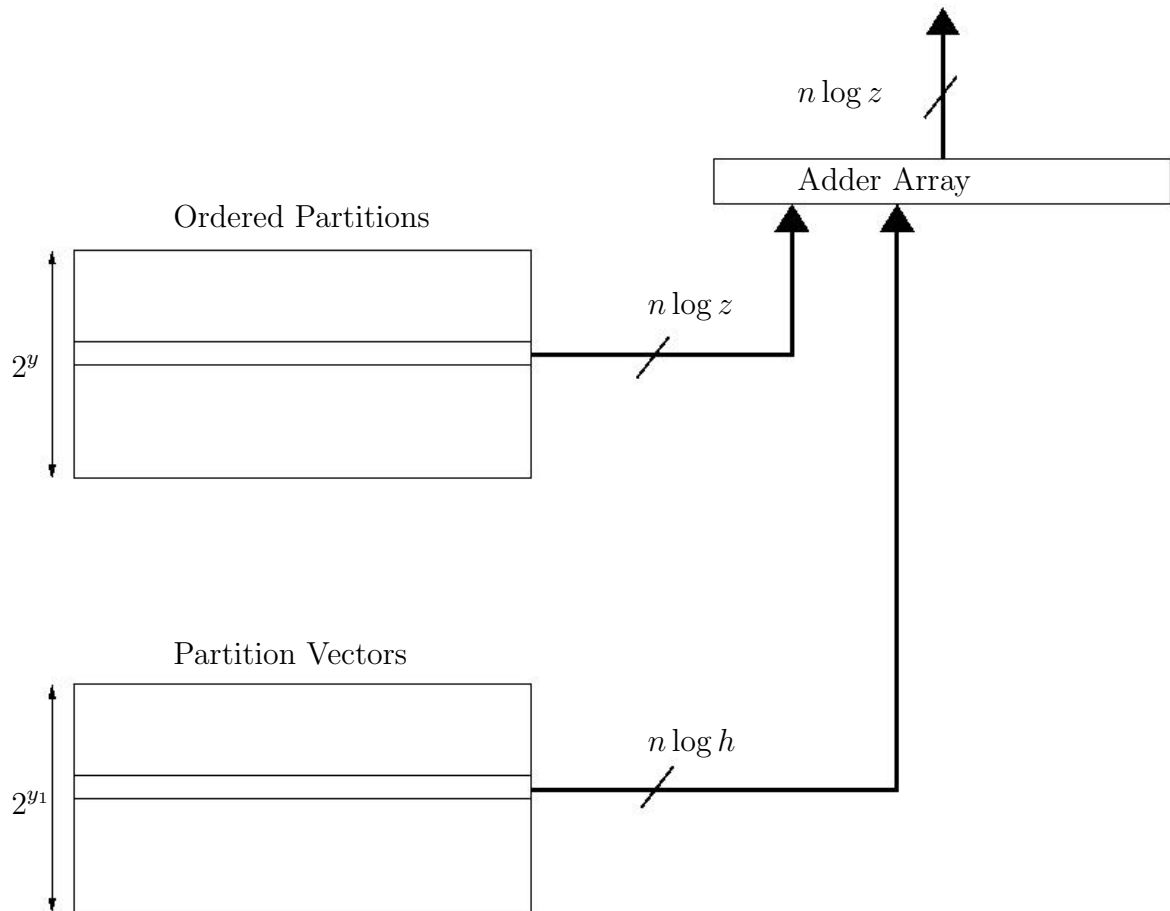 n log z
Adder Array
Ordered Partitions
n log z
2^y
Partition Vectors
n log h
2^{y_1}